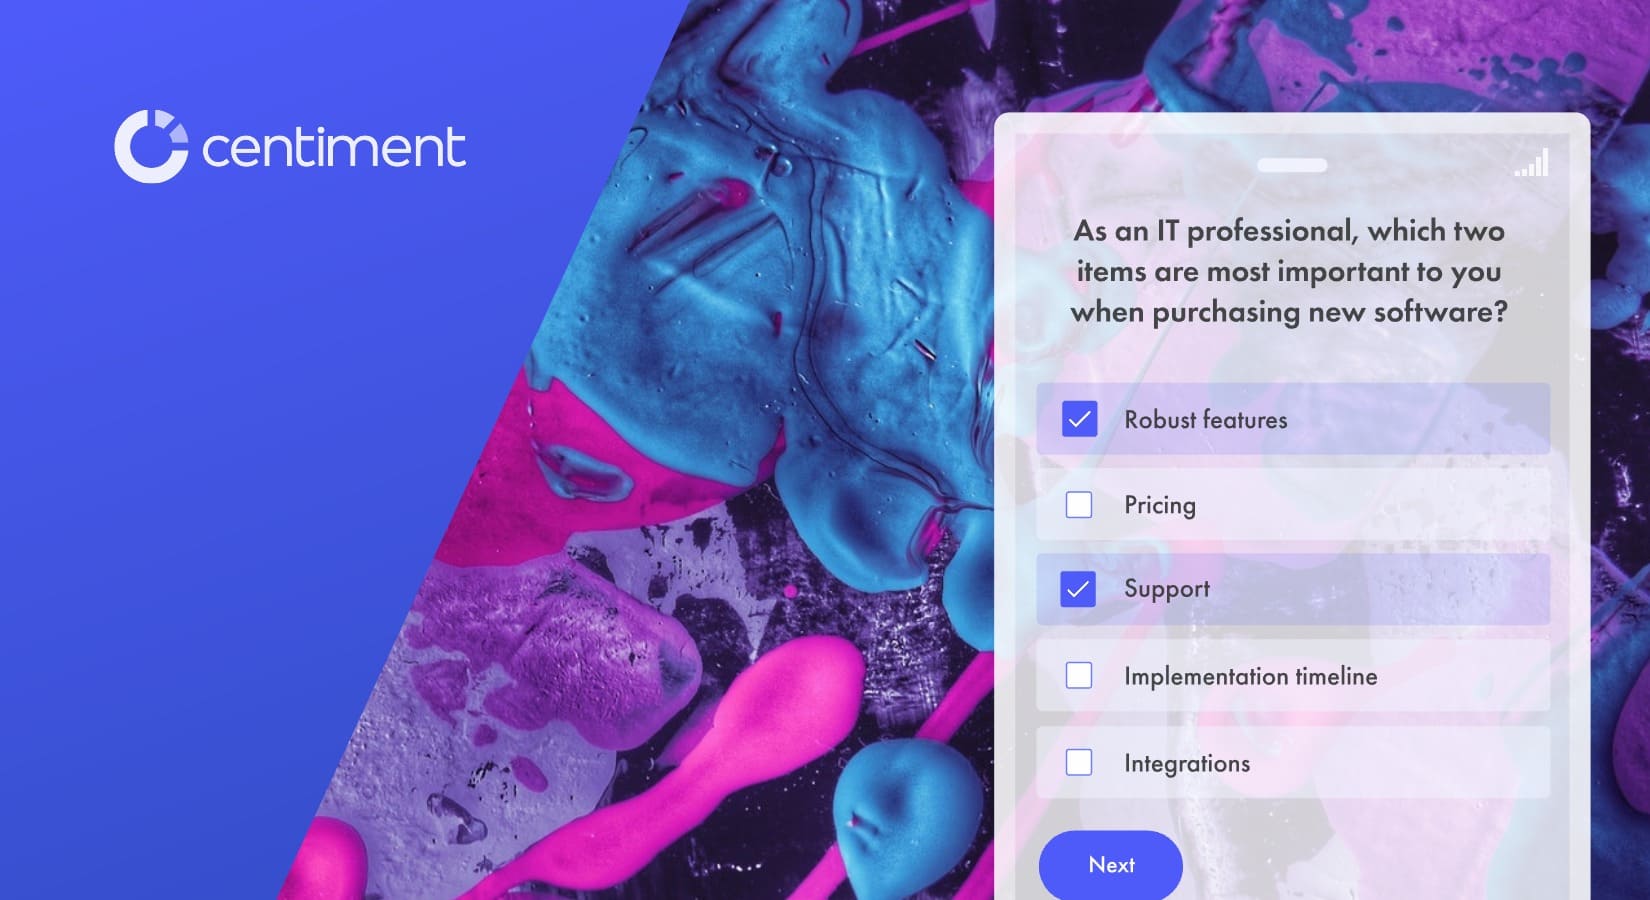 centiment
As an IT professional, which two
items are most important to you
when purchasing new software?
Robust features
Pricing
Support
Implementation timeline
Integrations
Next